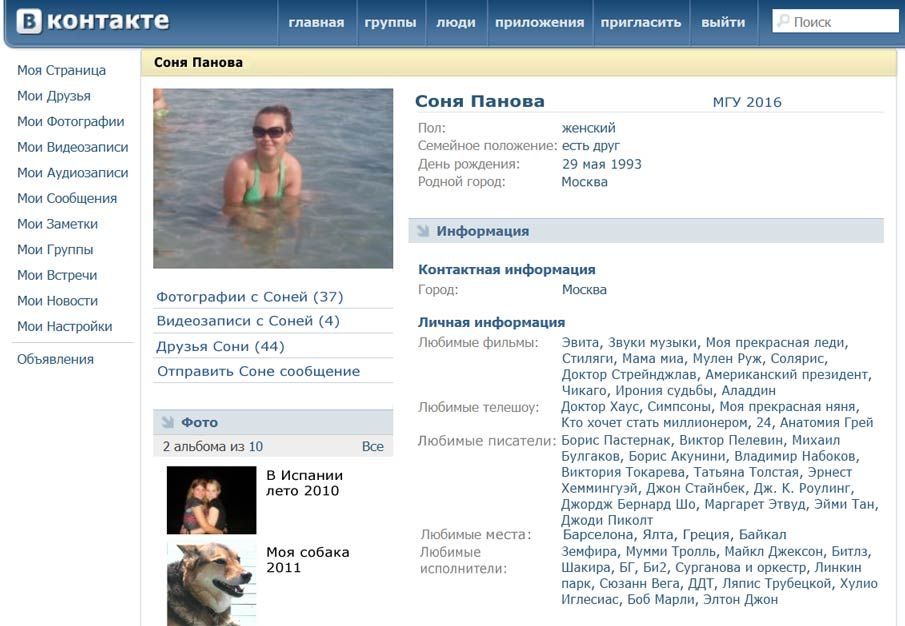 В контакте
главная группы люди приложения пригласить выйти Поиск
Моя Страница
Мои Друзья
Мои Фотографии
Мои Видеозаписи
Мои Аудиозаписи
Мои Сообщения
Мои Заметки
Мои Группы
Мои Встречи
Мои Новости
Мои Настройки
Объявления
Соня Панова
Фотографии с Соней (37)
Видеозаписи с Соней (4)
Друзья Сони (44)
Отправить Соне сообщение
Фото
2 альбома из 10 Все
В Испании
лето 2010
Моя собака
2011
Соня Панова МГУ 2016
Пол: женский
Семейное положение: есть друг
День рождения: 29 мая 1993
Родной город: Москва
Информация
Контактная информация
Город: Москва
Личная информация
Любимые фильмы: Эвита, Звуки музыки, Моя прекрасная леди,
Стиляги, Мама миа, Мулен Руж, Солярис,
Доктор Стрейнджлав, Американский президент,
Чикаго, Ирония судьбы, Аладдин
Любимые телешоу: Доктор Хаус, Симпсоны, Моя прекрасная няня,
Кто хочет стать миллионером, 24, Анатомия Грей
Любимые писатели: Борис Пастернак, Виктор Пелевин, Михаил
Булгаков, Борис Акунини, Владимир Набоков,
Виктория Токарева, Татьяна Толстая, Эрнест
Хеммингуэй, Джон Стайнбек, Дж. К. Роулинг,
Джордж Бернард Шо, Маргарет Этвуд, Эйми Тан,
Джоди Пиколт
Любимые места: Барселона, Ялта, Греция, Байкал
Любимые исполнители: Земфира, Мумми Тролль, Майкл Джексон, Битлз,
Шакира, БГ, Би2, Сурганова и оркестр, Линкин
парк, Сюзанн Вега, ДДТ, Ляпис Трубецкой, Хулио
Иглесиас, Боб Марли, Элтон Джон